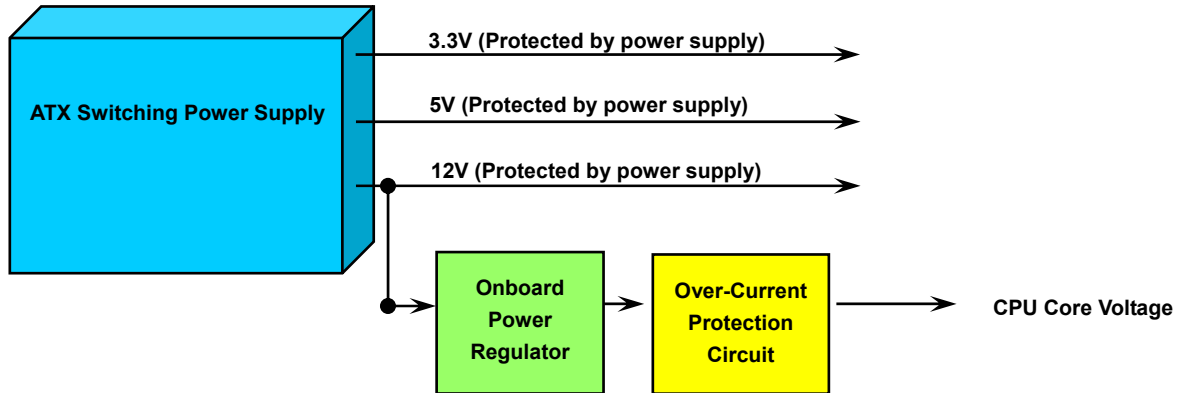 3.3V (Protected by power supply)
ATX Switching Power Supply
5V (Protected by power supply)
12V (Protected by power supply)
Onboard
Power
Regulator
Over-Current
Protection
Circuit
CPU Core Voltage